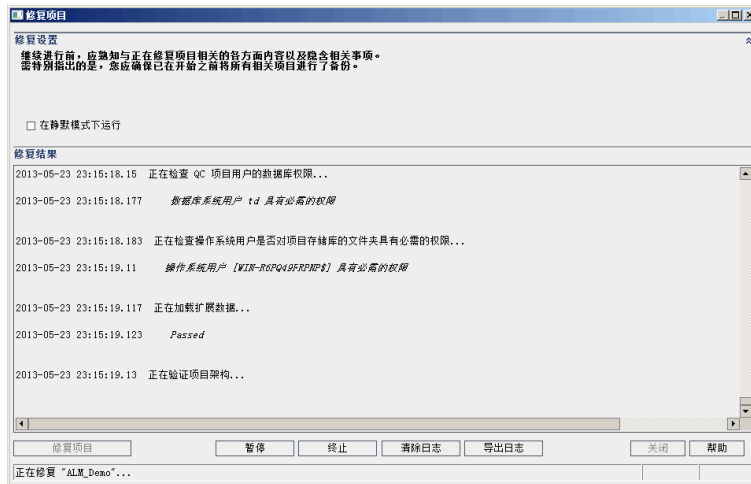 修复项目
修复设置
继续进行前，应熟知与正在修复项目相关的各方面内容以及隐含相关事项。
需特别指出的是，您应确保已在开始之前将所有相关项目进行了备份。
在静默模式下运行
修复结果
2013-05-23 23:15:18.15 正在检查 QC 项目用户的数据库权限...
2013-05-23 23:15:18.177 数据库系统用户 td 具有必需的权限
2013-05-23 23:15:18.183 正在检查操作系统用户是否对项目存储库的文件夹具有必需的权限...
2013-05-23 23:15:19.11 操作系统用户 [WIN-R6PQ49FRPNP$] 具有必需的权限
2013-05-23 23:15:19.117 正在加载扩展数据...
2013-05-23 23:15:19.123 Passed
2013-05-23 23:15:19.13 正在验证项目架构...
修复项目 暂停 终止 清除日志 导出日志 关闭 帮助
正在修复 "ALM_Demo"...